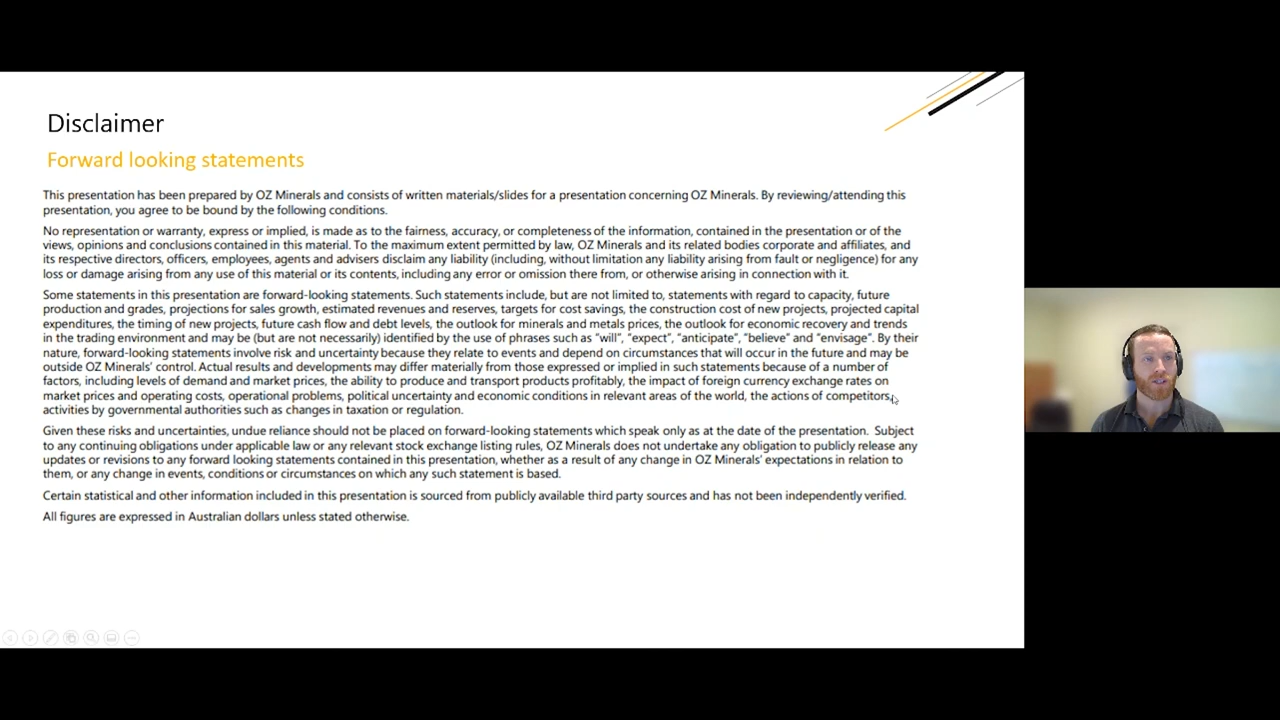 Disclaimer
Forward looking statements
This presentation has been prepared by OZ Minerals and consists of written materials/slides for a presentation concerning OZ Minerals. By reviewing/attending this
presentation, you agree to be bound by the following conditions.
No representation or warranty, express or implied, is made as to the fairness, accuracy, or completeness of the information, contained in the presentation or of the
views, opinions and conclusions contained in this material. To the maximum extent permitted by law, OZ Minerals and its related bodies corporate and affiliates, and
its respective directors, officers, employees, agents and advisers disclaim any liability (including, without limitation any liability arising from fault or negligence) for any
loss or damage arising from any use of this material or its contents, including any error or omission there from, or otherwise arising in connection with it.
Some statements in this presentation are forward-looking statements. Such statements include, but are not limited to, statements with regard to capacity, future
production and grades, projections for sales growth, estimated revenues and reserves, targets for cost savings, the construction cost of new projects, projected capital
expenditures, the timing of new projects, future cash flow and debt levels, the outlook for minerals and metals prices, the outlook for economic recovery and trends
in the trading environment and may be (but are not necessarily) identified by the use of phrases such as “will”, “expect”, “anticipate”, “believe” and “envisage”. By their
nature, forward-looking statements involve risk and uncertainty because they relate to events and depend on circumstances that will occur in the future and may be
outside OZ Minerals’ control. Actual results and developments may differ materially from those expressed or implied in such statements because of a number of
factors, including levels of demand and market prices, the ability to produce and transport products profitably, the impact of foreign currency exchange rates on
market prices and operating costs, operational problems, political uncertainty and economic conditions in relevant areas of the world, the actions of competitors,
activities by governmental authorities such as changes in taxation or regulation.
Given these risks and uncertainties, undue reliance should not be placed on forward-looking statements which speak only as at the date of the presentation. Subject
to any continuing obligations under applicable law or any relevant stock exchange listing rules, OZ Minerals does not undertake any obligation to publicly release any
updates or revisions to any forward looking statements contained in this presentation, whether as a result of any change in OZ Minerals’ expectations in relation to
them, or any change in events, conditions or circumstances on which any such statement is based.
Certain statistical and other information included in this presentation is sourced from publicly available third party sources and has not been independently verified.
All figures are expressed in Australian dollars unless stated otherwise.